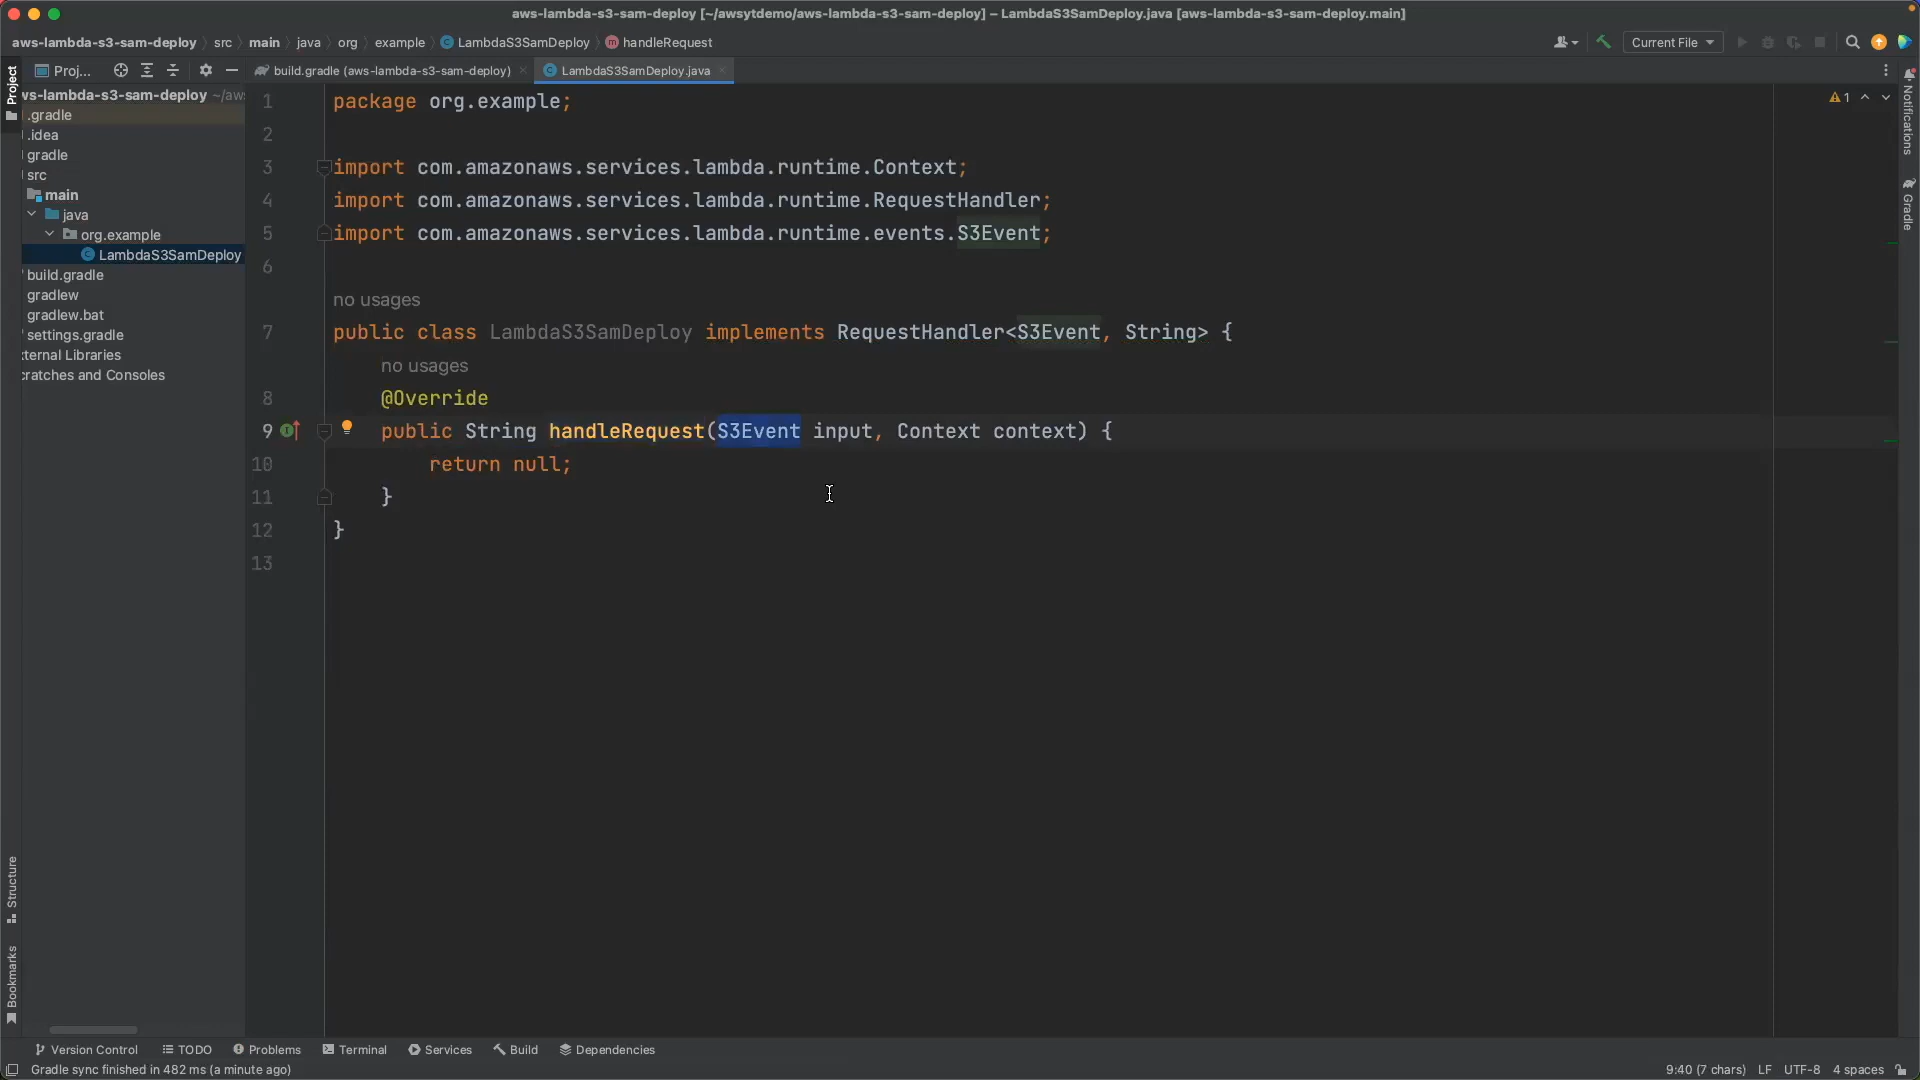 aws-lambda-s3-sam-deploy [~/awsytdemo/aws-lambda-s3-sam-deploy] – LambdaS3SamDeploy.java [aws-lambda-s3-sam-deploy.main]
aws-lambda-s3-sam-deploy src main java org example LambdaS3SamDeploy handleRequest
Current File
Project
Proj...
build.gradle (aws-lambda-s3-sam-deploy)
LambdaS3SamDeploy.java
ws-lambda-s3-sam-deploy ~/aw
.gradle
.idea
gradle
src
main
java
org.example
LambdaS3SamDeploy
build.gradle
gradlew
gradlew.bat
settings.gradle
ternal Libraries
cratches and Consoles
1 package org.example;
2
3 import com.amazonaws.services.lambda.runtime.Context;
4 import com.amazonaws.services.lambda.runtime.RequestHandler;
5 import com.amazonaws.services.lambda.runtime.events.S3Event;
6
no usages
7 public class LambdaS3SamDeploy implements RequestHandler<S3Event, String> {
no usages
8 @Override
9 public String handleRequest(S3Event input, Context context) {
10 return null;
11 }
12 }
13
1
Notifications
Gradle
Structure
Bookmarks
Version Control TODO Problems Terminal Services Build Dependencies
Gradle sync finished in 482 ms (a minute ago)
9:40 (7 chars) LF UTF-8 4 spaces